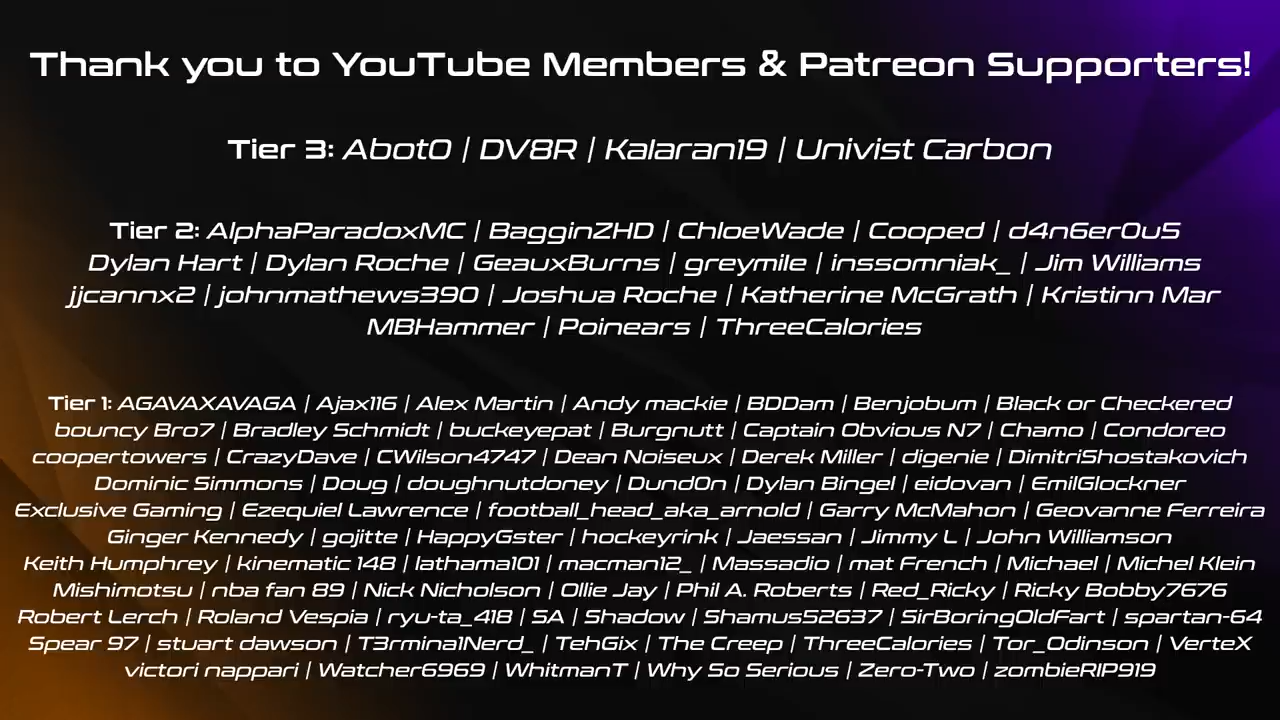 Thank you to YouTube Members & Patreon Supporters!
Tier 3: Abot0 | DV8R | Kalaran19 | Univist Carbon
Tier 2: AlphaParadoxMC | BagginZHD | ChloeWade | Cooped | d4n6er0uS
Dylan Hart | Dylan Roche | GeauxBurns | greymile | inssomniak_ | Jim Williams
jjcannx2 | johnmathews390 | Joshua Roche | Katherine McGrath | Kristinn Mar
MBHammer | Poinears | ThreeCalories
Tier 1: AGAVAXAVAGA | Ajax116 | Alex Martin | Andy mackie | BDDam | Benjobum | Black or Checkered
bouncy Bro7 | Bradley Schmidt | buckeyepat | Burgnutt | Captain Obvious N7 | Chamo | Condoreo
coopertowers | CrazyDave | CWilson4747 | Dean Noiseux | Derek Miller | digenie | DimitriShostakovich
Dominic Simmons | Doug | doughnutdoney | Dund0n | Dylan Bingel | eidovan | EmilGlockner
Exclusive Gaming | Ezequiel Lawrence | football_head_aka_arnold | Garry McMahon | Geovanne Ferreira
Ginger Kennedy | gojitte | HappyGster | hockeyrink | Jaessan | Jimmy L | John Williamson
Keith Humphrey | kinematic 148 | lathama101 | macman12_ | Massadio | mat French | Michael | Michel Klein
Mishimotsu | nba fan 89 | Nick Nicholson | Ollie Jay | Phil A. Roberts | Red_Ricky | Ricky Bobby7676
Robert Lerch | Roland Vespia | ryu-ta_418 | SA | Shadow | Shamus52637 | SirBoringOldFart | spartan-64
Spear 97 | stuart dawson | T3rmina1Nerd_ | TehGix | The Creep | ThreeCalories | Tor_Odinson | VerteX
victori nappari | Watcher6969 | WhitmanT | Why So Serious | Zero-Two | zombieRIP919